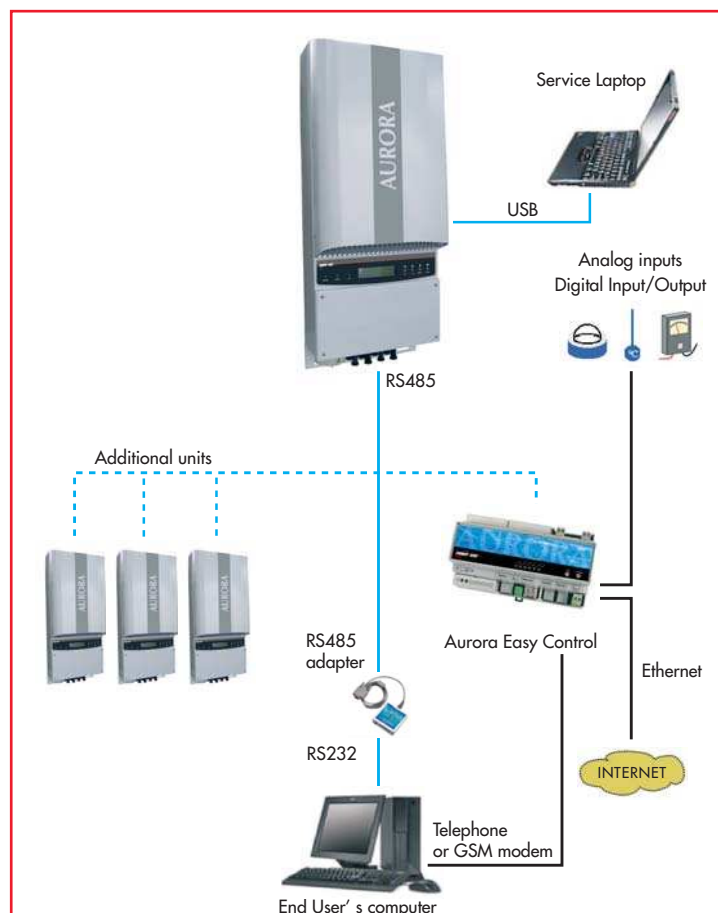 AURORA
Service Laptop
USB
Analog inputs
Digital Input/Output
°C
RS485
Additional units
AURORA
AURORA
AURORA
AURORA
Aurora Easy Control
RS485
adapter
Ethernet
RS232
INTERNET
Telephone
or GSM modem
End User' s computer